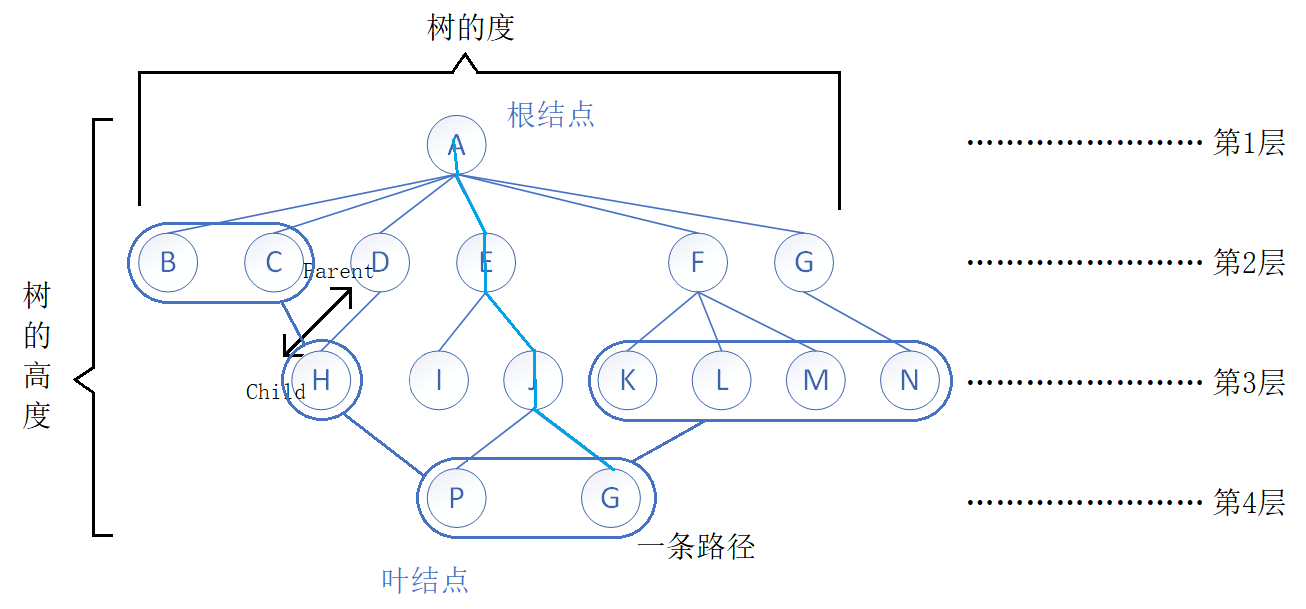 树的度
根结点
A
……………………… 第1层
B
C
D
E
F
G
……………………… 第2层
Parent
树的高度
Child
H
I
J
K
L
M
N
……………………… 第3层
P
G
……………………… 第4层
一条路径
叶结点